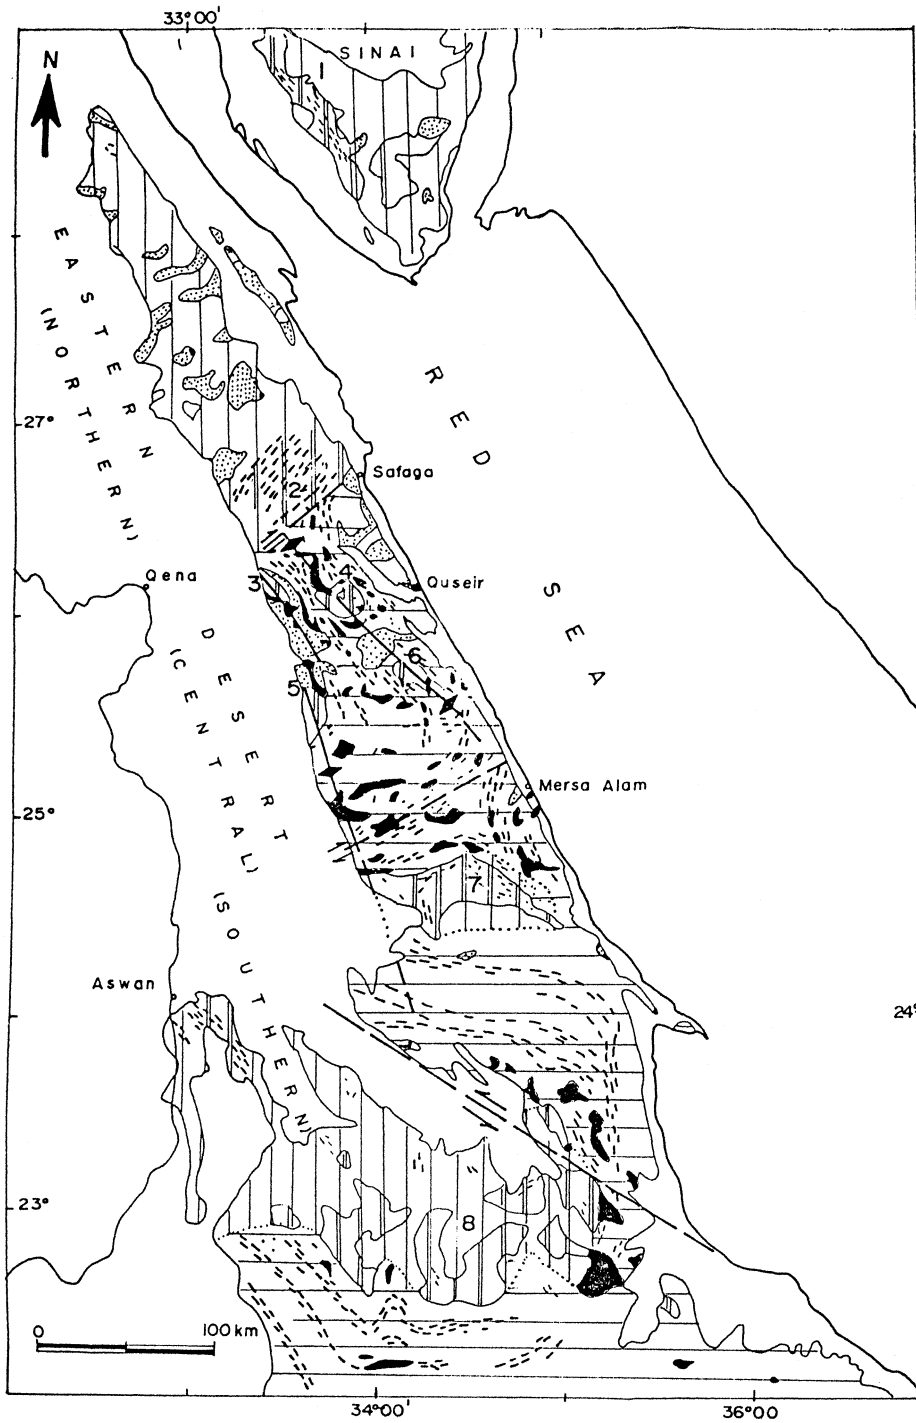 33°00'
N
SINAI
1
EASTERN
(NORTHERN)
RED SEA
27°
Safaga
2
Qena
3
4
Quseir
DESERT
(CENTRAL)
6
5
Mersa Alam
25°
7
(SOUTHERN)
Aswan
24°
23°
8
0 100 km
34°00'
36°00